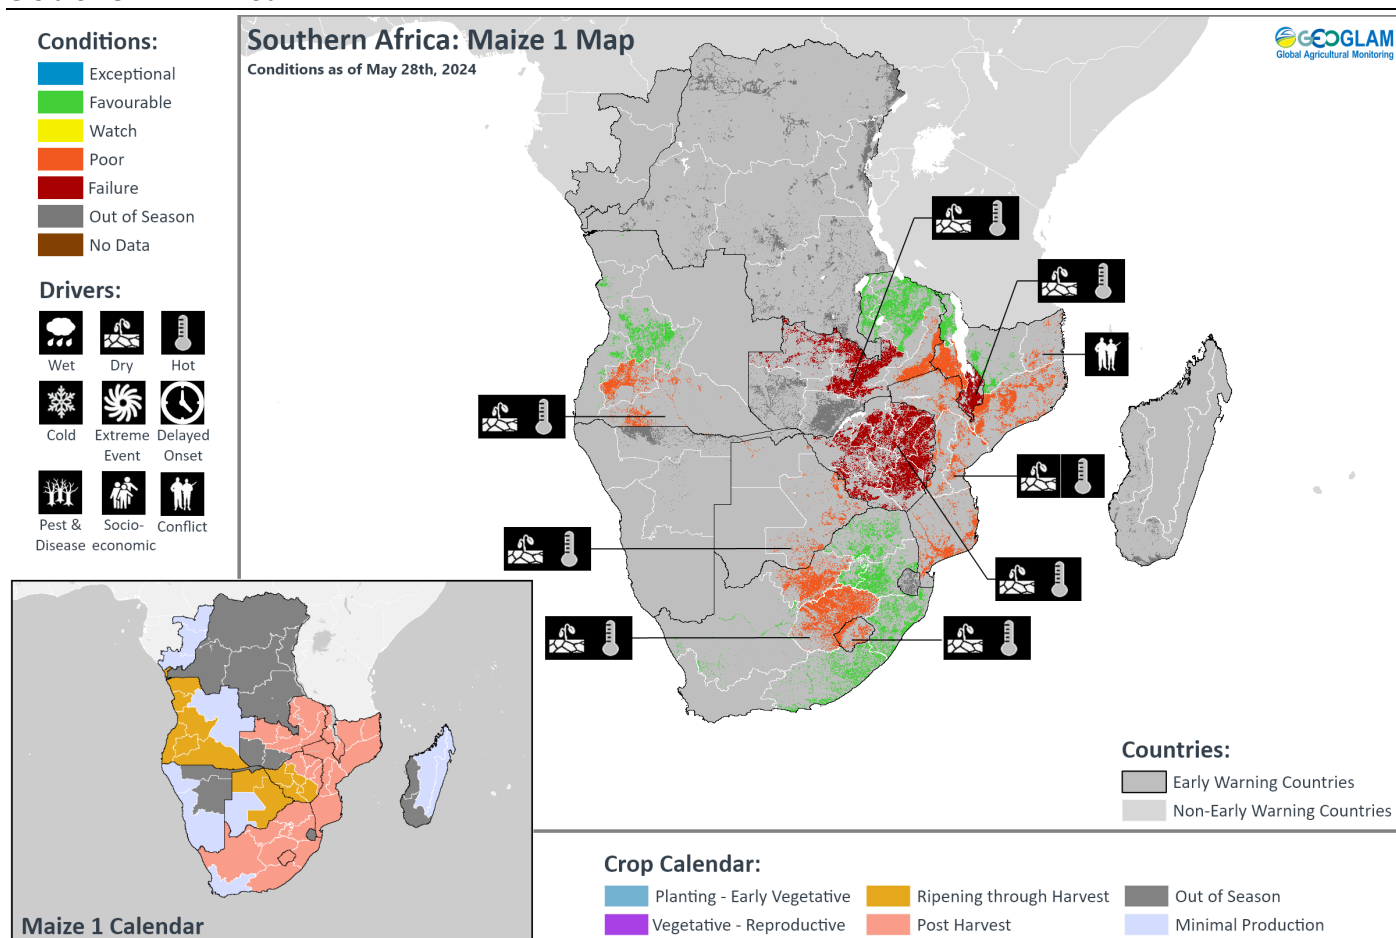 Conditions:
Exceptional
Favourable
Watch
Poor
Failure
Out of Season
No Data
Drivers:
Wet
Dry
Hot
Cold
Extreme
Event
Delayed
Onset
Pest &
Disease
Socio-
economic
Conflict
Southern Africa: Maize 1 Map
Conditions as of May 28th, 2024
GEOGLAM
Global Agricultural Monitoring
Countries:
Early Warning Countries
Non-Early Warning Countries
Maize 1 Calendar
Crop Calendar:
Planting - Early Vegetative
Ripening through Harvest
Out of Season
Vegetative - Reproductive
Post Harvest
Minimal Production